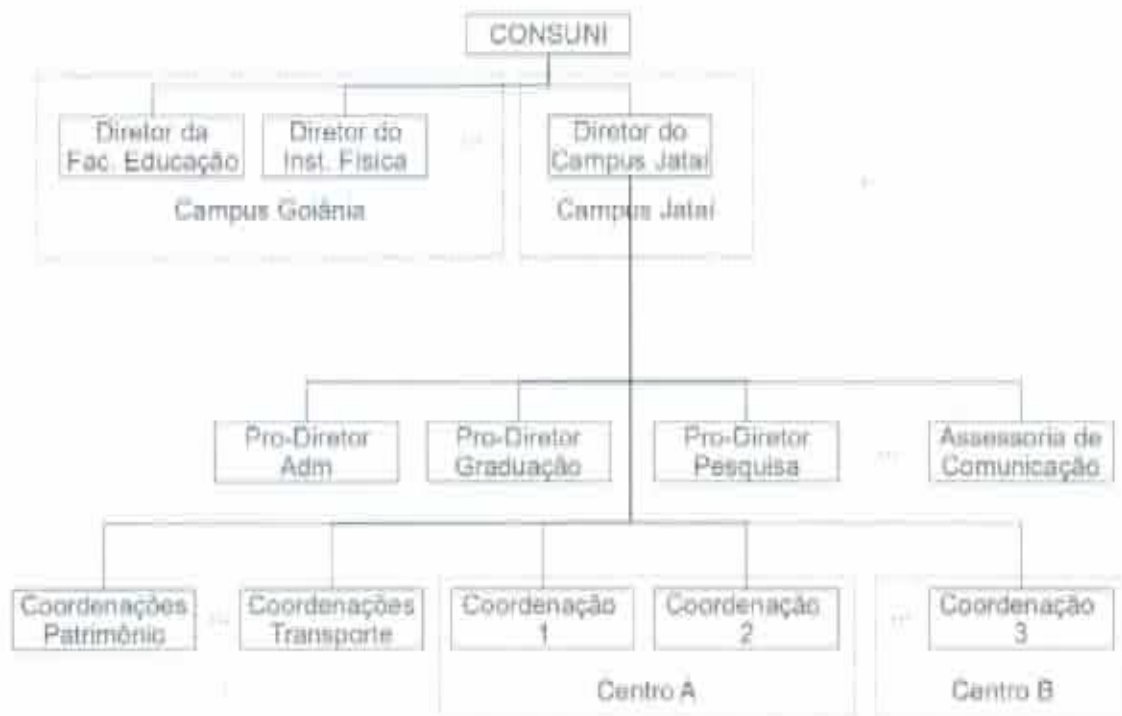 CONSUNI
Diretor da
Fac. Educação
Diretor do
Inst. Física
...
Diretor do
Campus Jataí
Campus Goiânia
Campus Jataí
Pro-Diretor
Adm
Pro-Diretor
Graduação
Pro-Diretor
Pesquisa
...
Assessoria de
Comunicação
Coordenações
Patrimônio
...
Coordenações
Transporte
Coordenação
1
Coordenação
2
...
Coordenação
3
Centro A
Centro B